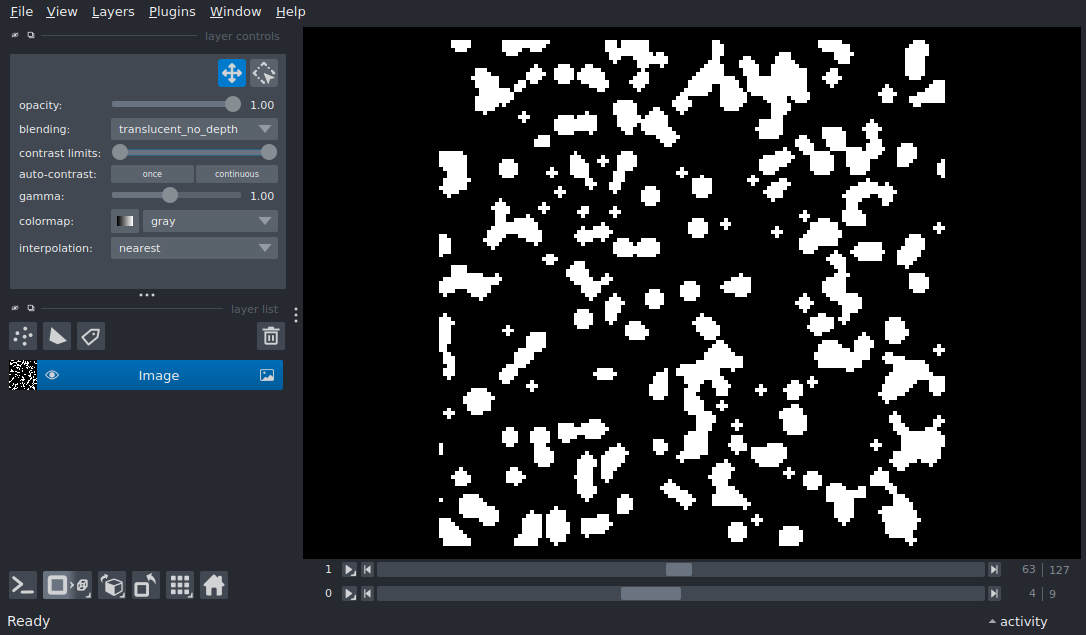 File View Layers Plugins Window Help
layer controls
opacity: 1.00
blending: translucent_no_depth
contrast limits:
auto-contrast: once continuous
gamma: 1.00
colormap: gray
interpolation: nearest
layer list
Image
1 63 127
0 4 9
Ready activity